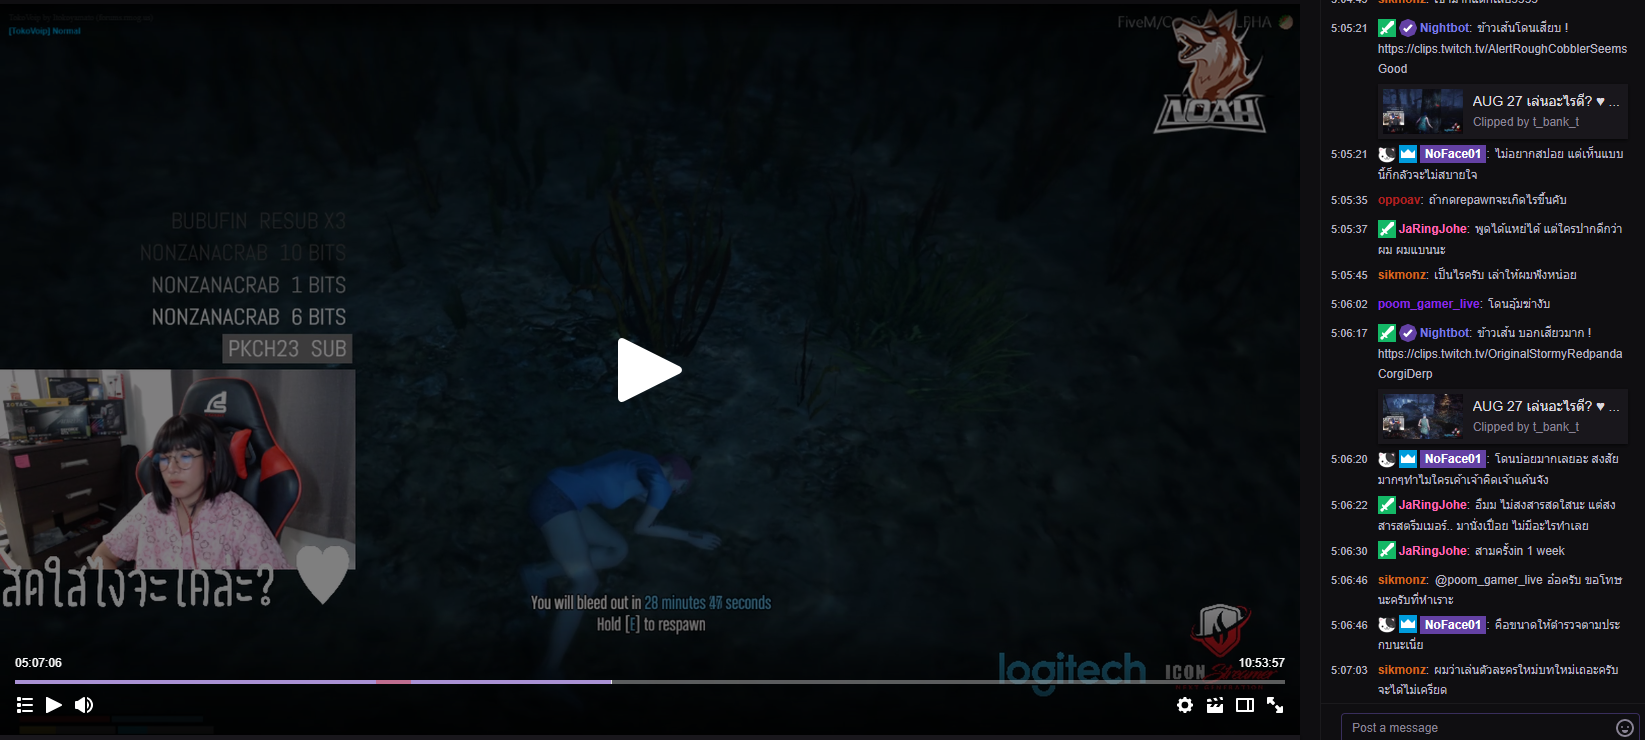 [TokoVoip] Normal
NOAH
BUBUFIN RESUB X3
NONZANACRAB 10 BITS
NONZANACRAB 1 BITS
NONZANACRAB 6 BITS
PKCH23 SUB
สดใสไงจะใครล่ะ?
You will bleed out in 28 minutes 47 seconds
Hold [E] to respawn
logitech
ICON
Streamer
NEXT GENERATION
05:07:06
10:53:57
5:05:21 Nightbot: ข้าวเส้นโดนเสียบ !
https://clips.twitch.tv/AlertRoughCobblerSeems
Good
AUG 27 เล่นอะไรดี? ♥ ...
Clipped by t_bank_t
5:05:21 NoFace01: ไม่อยากสปอย แต่เห็นแบบ
นี้ก็กลัวจะไม่สบายใจ
5:05:35 oppoav: ถ้ากดrepawnจะเกิดไรขึ้นคับ
5:05:37 JaRingJohe: พูดได้แหย่ได้ แต่ใครปากดีกว่า
ผม ผมแบนนะ
5:05:45 sikmonz: เป็นไรครับ เล่าให้ผมฟังหน่อย
5:06:02 poom_gamer_live: โดนอุ้มฆ่างับ
5:06:17 Nightbot: ข้าวเส้น บอกเสียวมาก !
https://clips.twitch.tv/OriginalStormyRedpanda
CorgiDerp
AUG 27 เล่นอะไรดี? ♥ ...
Clipped by t_bank_t
5:06:20 NoFace01: โดนบ่อยมากเลยอะ สงสัย
มากๆทำไมใครเค้าเจ้าคิดเจ้าแค้นจัง
5:06:22 JaRingJohe: อืมม ไม่สงสารสดใสนะ แต่สง
สารสตรีมเมอร์.. มานั่งเปื่อย ไม่มีอะไรทำเลย
5:06:30 JaRingJohe: สามครั้งin 1 week
5:06:46 sikmonz: @poom_gamer_live อ๋อครับ ขอโทษ
นะครับที่หัวเราะ
5:06:46 NoFace01: คือขนาดให้ตำรวจตามประ
กบนะเนี่ย
5:07:03 sikmonz: ผมว่าเล่นตัวละครใหม่บทใหม่เถอะครับ
จะได้ไม่เครียด
Post a message